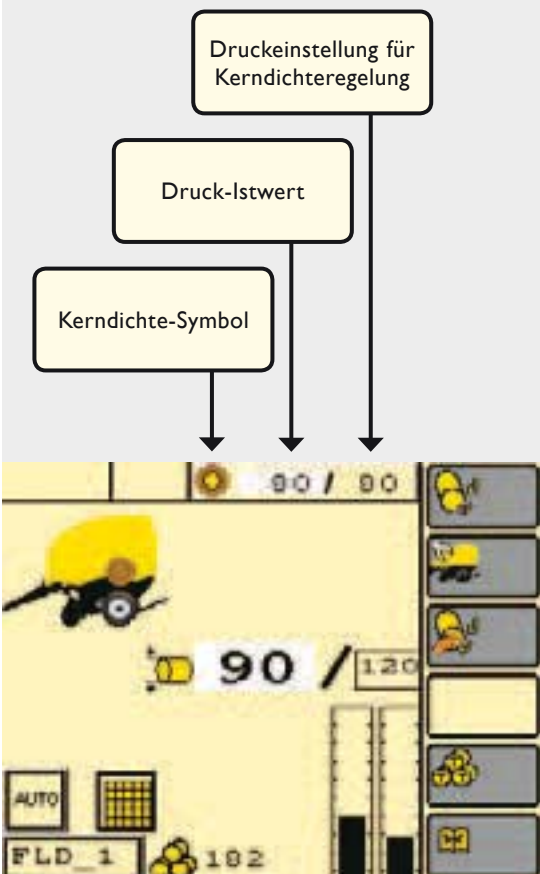 Druckeinstellung für
Kerndichteregelung
Druck-Istwert
Kerndichte-Symbol
90 / 90
90 / 120
AUTO
FLD_1
182